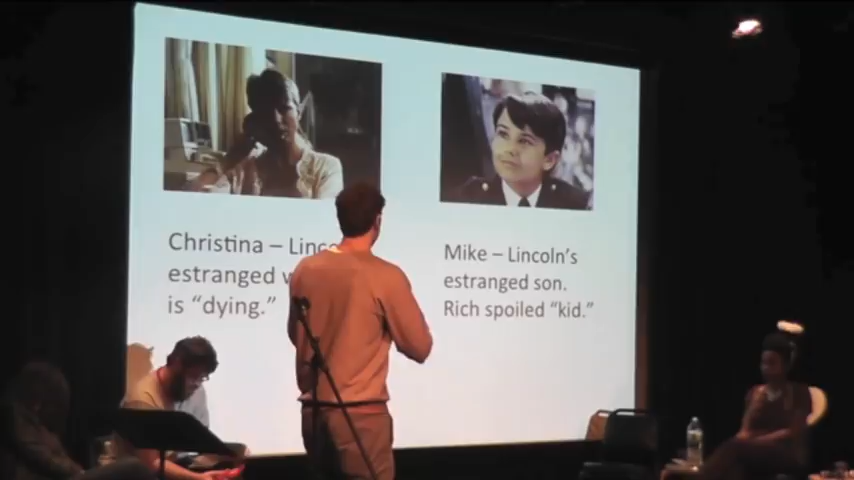 Christina – Linc
estranged
is “dying.”
Mike – Lincoln’s
estranged son.
Rich spoiled “kid.”